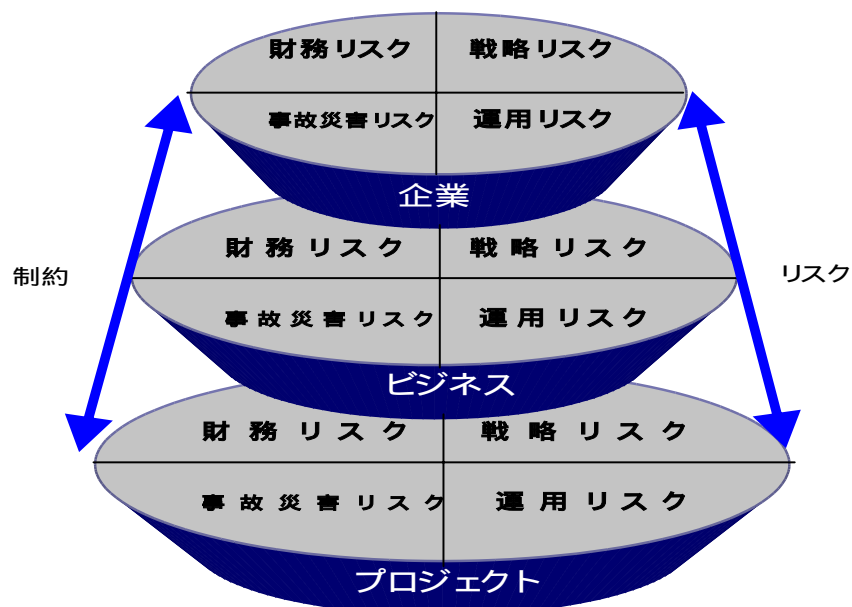 財務リスク 戦略リスク
事故災害リスク 運用リスク
企業
財務リスク 戦略リスク
制約 リスク
事故災害リスク 運用リスク
ビジネス
財務リスク 戦略リスク
事故災害リスク 運用リスク
プロジェクト